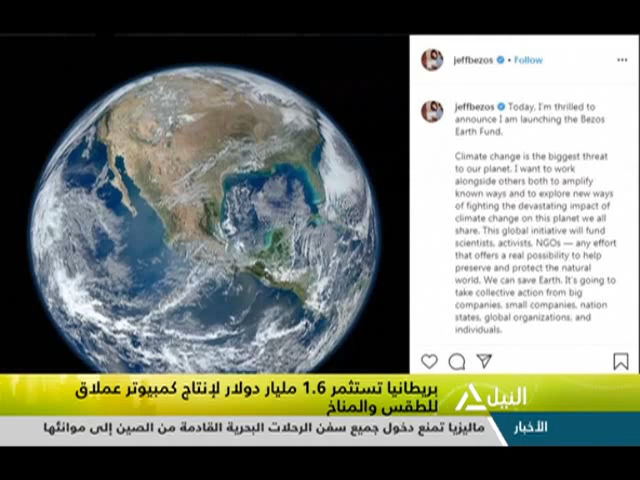 jeffbezos • Follow
jeffbezos Today, I'm thrilled to
announce I am launching the Bezos
Earth Fund.
Climate change is the biggest threat
to our planet. I want to work
alongside others both to amplify
known ways and to explore new ways
of fighting the devastating impact of
climate change on this planet we all
share. This global initiative will fund
scientists, activists, NGOs — any effort
that offers a real possibility to help
preserve and protect the natural
world. We can save Earth. It's going to
take collective action from big
companies, small companies, nation
states, global organizations, and
individuals.
بريطانيا تستثمر 1.6 مليار دولار لإنتاج كمبيوتر عملاق
للطقس والمناخ
النيل
الأخبار
ماليزيا تمنع دخول جميع سفن الرحلات البحرية القادمة من الصين إلى موانئها